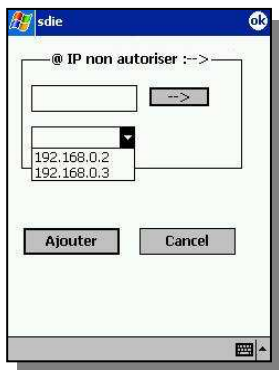 sdie
ok
@ IP non autoriser :-->
-->
192.168.0.2
192.168.0.3
Ajouter
Cancel